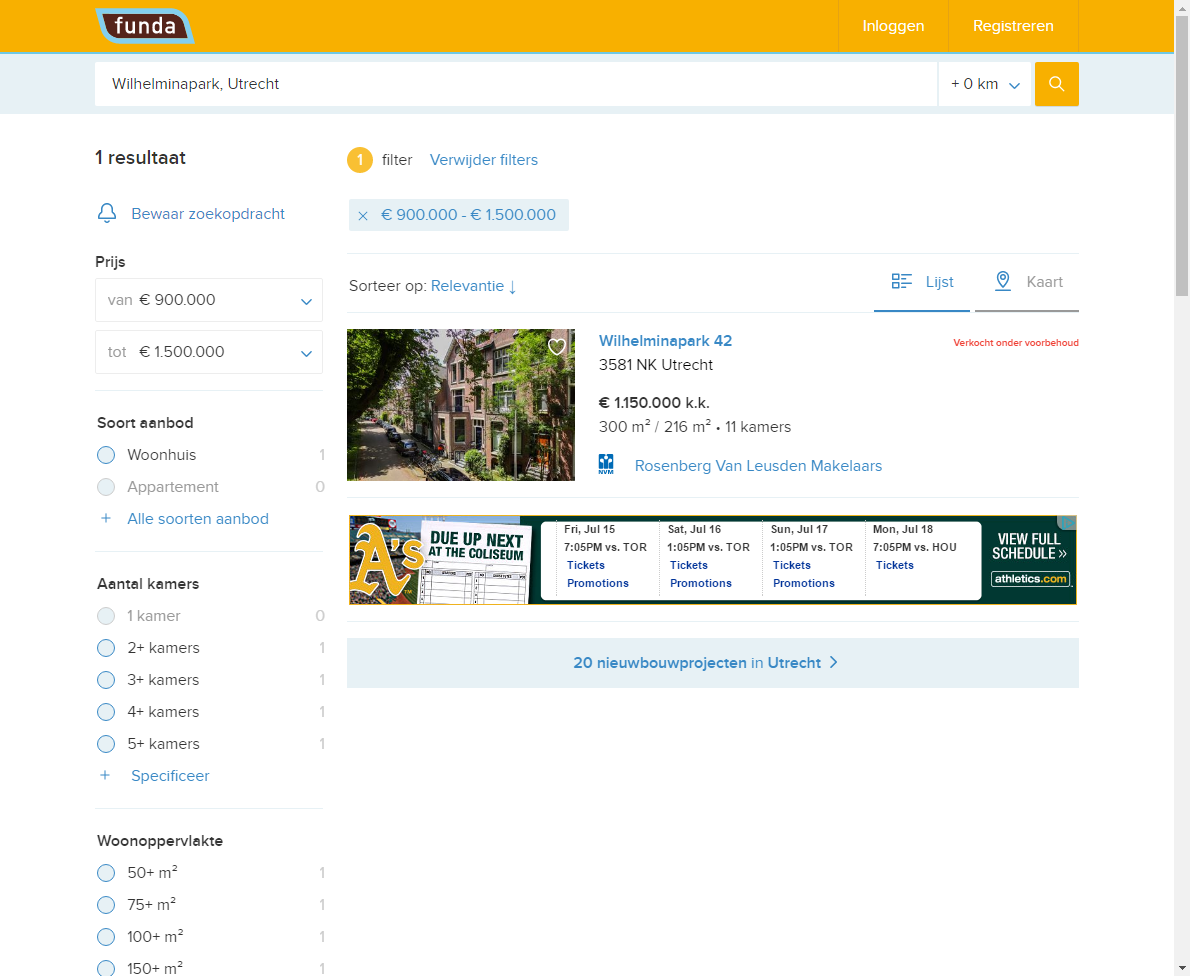 funda
Inloggen
Registreren
Wilhelminapark, Utrecht
+ 0 km
1 resultaat
Bewaar zoekopdracht
Prijs
van € 900.000
tot € 1.500.000
Soort aanbod
Woonhuis 1
Appartement 0
+ Alle soorten aanbod
Aantal kamers
1 kamer 0
2+ kamers 1
3+ kamers 1
4+ kamers 1
5+ kamers 1
+ Specificeer
Woonoppervlakte
50+ m² 1
75+ m² 1
100+ m² 1
150+ m² 1
1 filter Verwijder filters
× € 900.000 - € 1.500.000
Sorteer op: Relevantie ↓
Lijst
Kaart
Wilhelminapark 42
Verkocht onder voorbehoud
3581 NK Utrecht
€ 1.150.000 k.k.
300 m² / 216 m² • 11 kamers
NVM
Rosenberg Van Leusden Makelaars
A's
DUE UP NEXT
AT THE COLISEUM
Fri, Jul 15
7:05PM vs. TOR
Tickets
Promotions
Sat, Jul 16
1:05PM vs. TOR
Tickets
Promotions
Sun, Jul 17
1:05PM vs. TOR
Tickets
Promotions
Mon, Jul 18
7:05PM vs. HOU
Tickets
VIEW FULL
SCHEDULE »
athletics.com
20 nieuwbouwprojecten in Utrecht